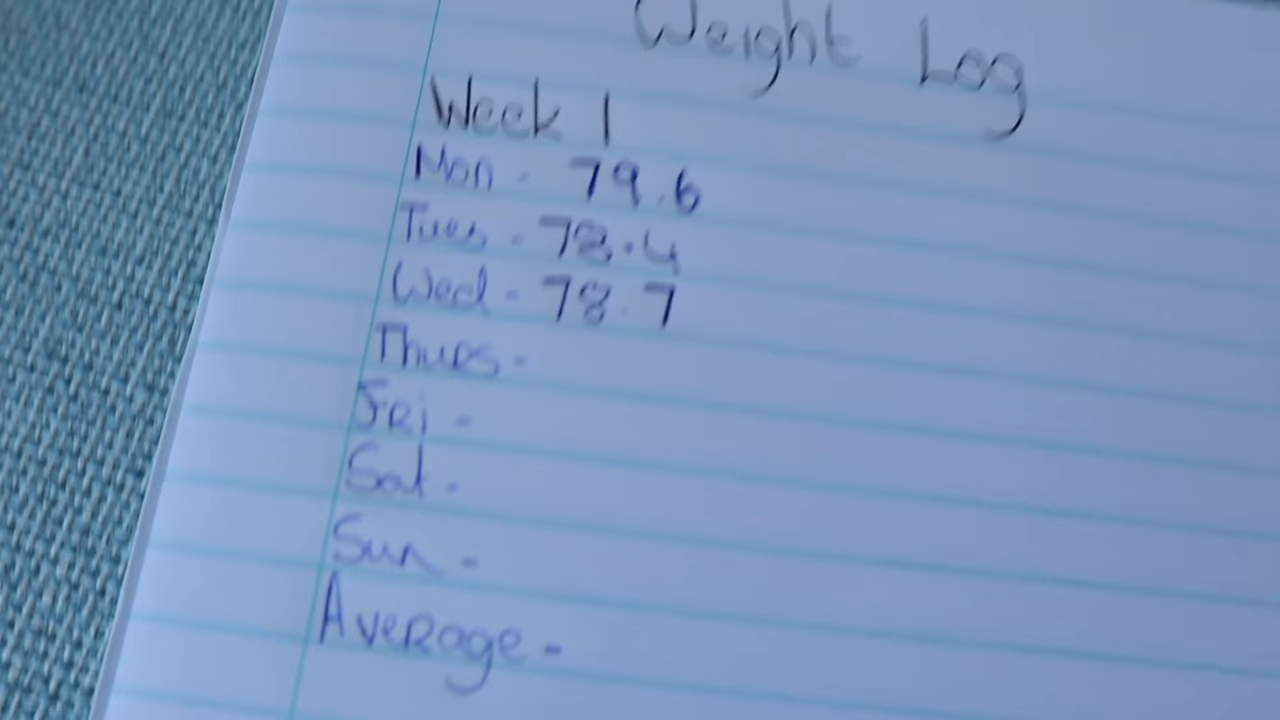 Weight Log
Week 1
Mon - 79.6
Tues - 78.4
Wed - 78.7
Thurs -
Fri -
Sat -
Sun -
Average -